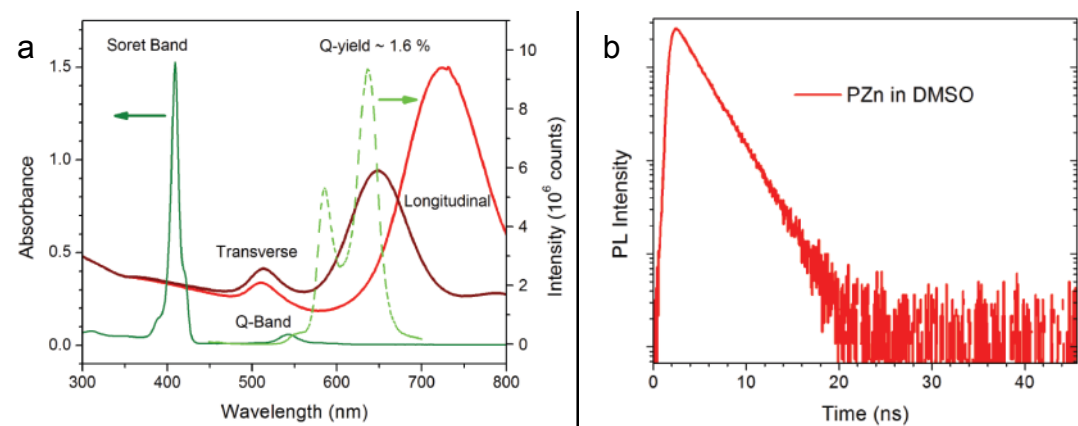 a
Soret Band
Q-yield ~ 1.6 %
Transverse
Longitudinal
Q-Band
Absorbance
0.0
0.5
1.0
1.5
Intensity (10⁶ counts)
0
2
4
6
8
10
300 400 500 600 700 800
Wavelength (nm)
b
PZn in DMSO
PL Intensity
0 10 20 30 40
Time (ns)